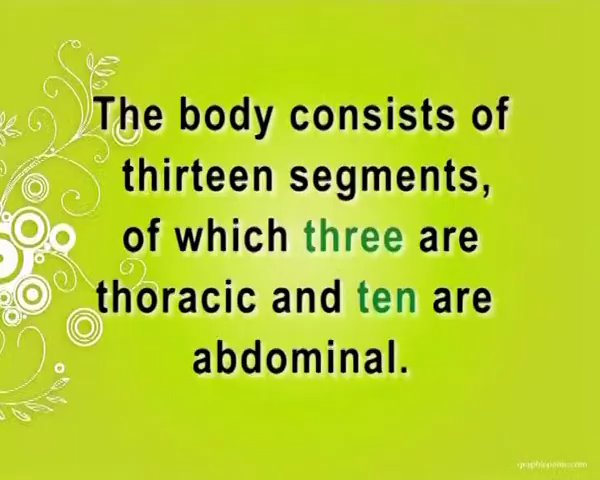 The body consists of
thirteen segments,
of which three are
thoracic and ten are
abdominal.